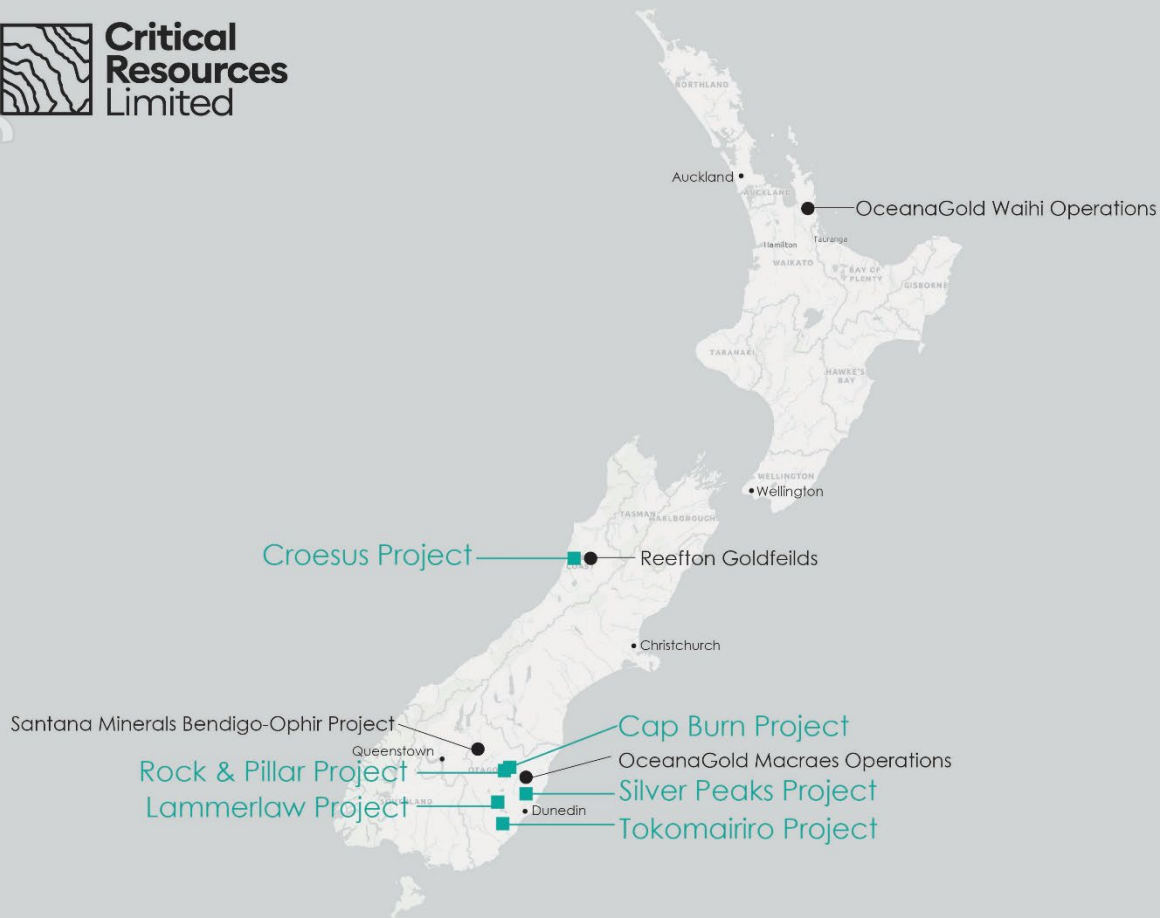 Critical
Resources
Limited
NORTHLAND
Auckland
AUCKLAND
OceanaGold Waihi Operations
Hamilton
Tauranga
WAIKATO
BAY OF
PLENTY
GISBORNE
TARANAKI
HAWKE'S
BAY
WELLINGTON
Wellington
TASMAN
MARLBOROUGH
Croesus Project
Reefton Goldfeilds
COAST
Christchurch
Santana Minerals Bendigo-Ophir Project
Cap Burn Project
Queenstown
OceanaGold Macraes Operations
Rock & Pillar Project
OTAGO
Silver Peaks Project
Lammerlaw Project
Dunedin
Tokomairiro Project